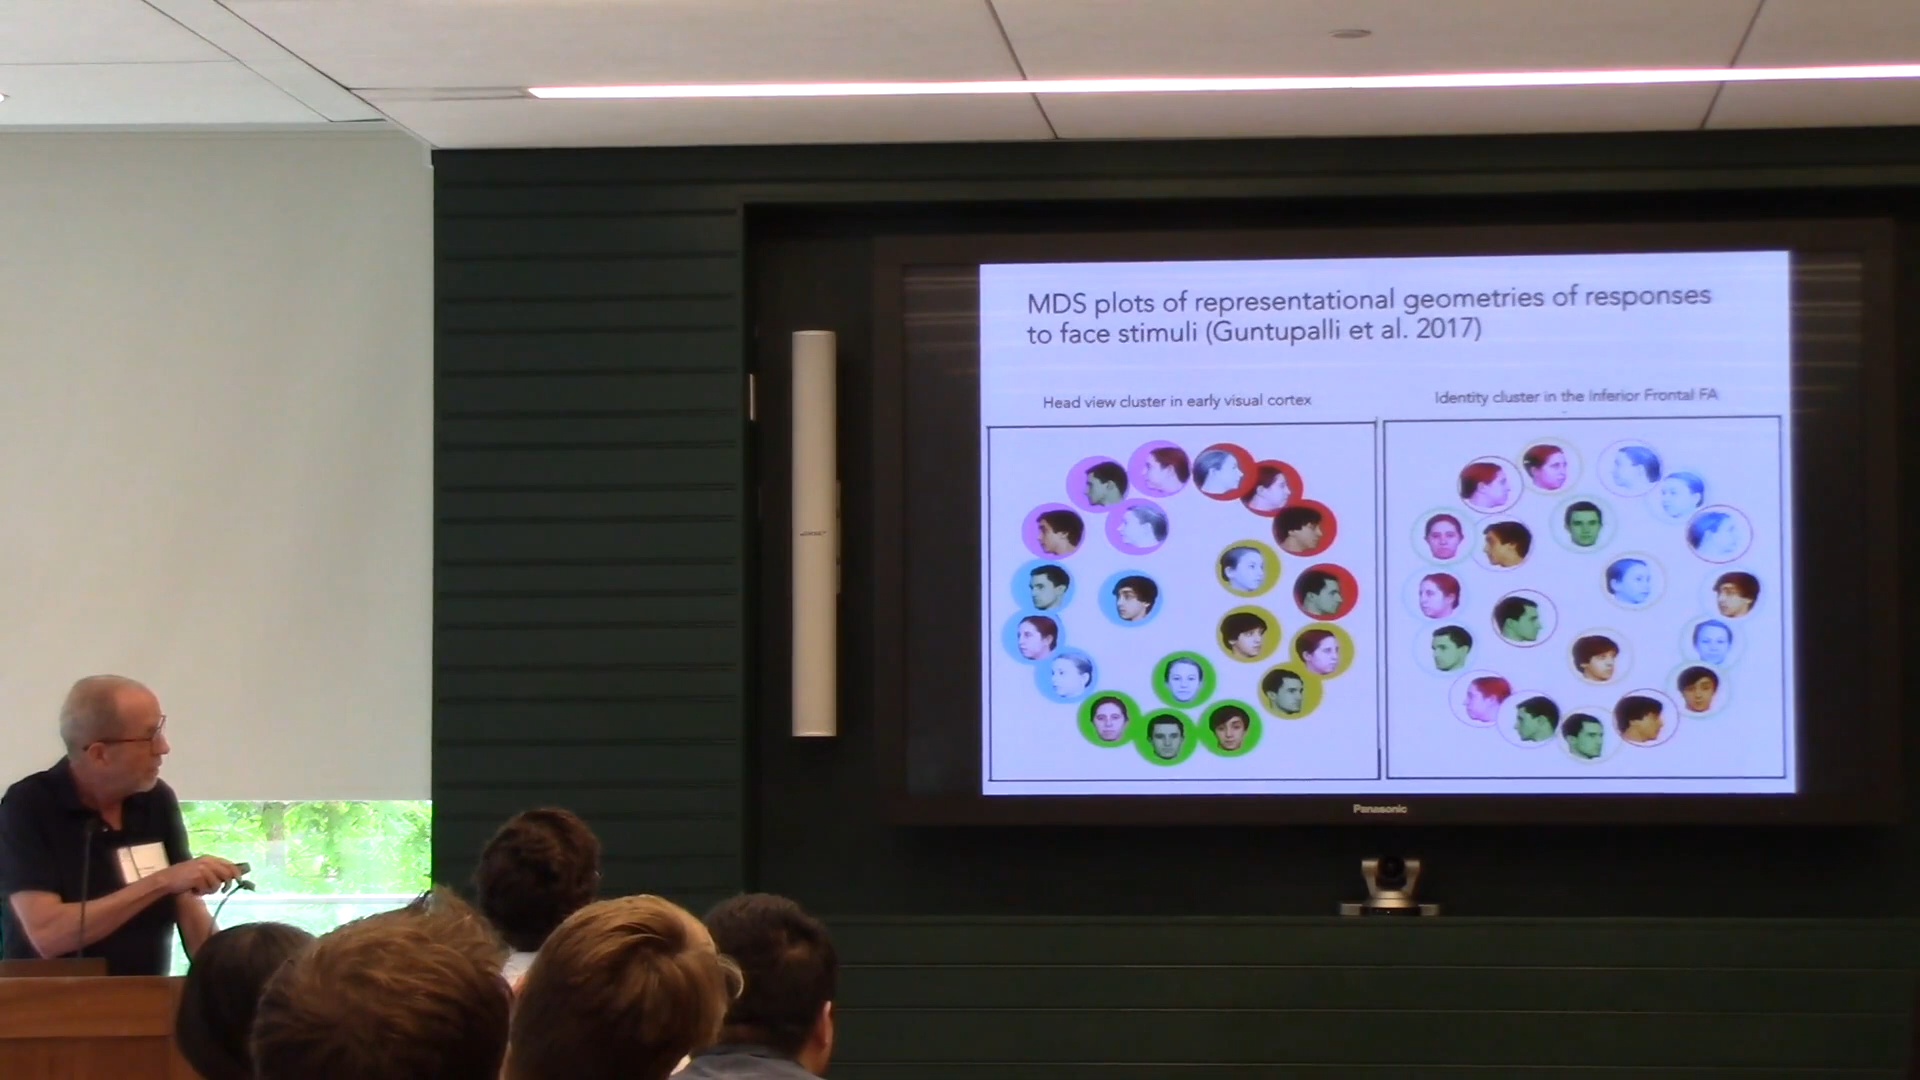 MDS plots of representational geometries of responses
to face stimuli (Guntupalli et al. 2017)
Head view cluster in early visual cortex
Identity cluster in the Inferior Frontal FA
Panasonic